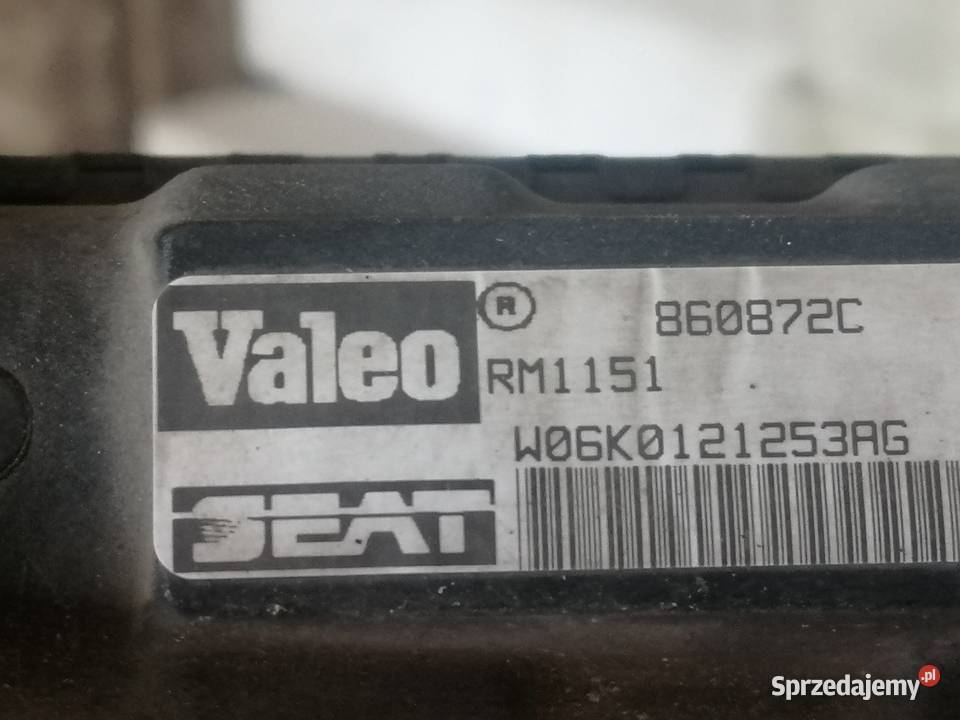 Valeo ® 860872C
RM1151
W06K0121253AG
SEAT
Sprzedajemy.pl